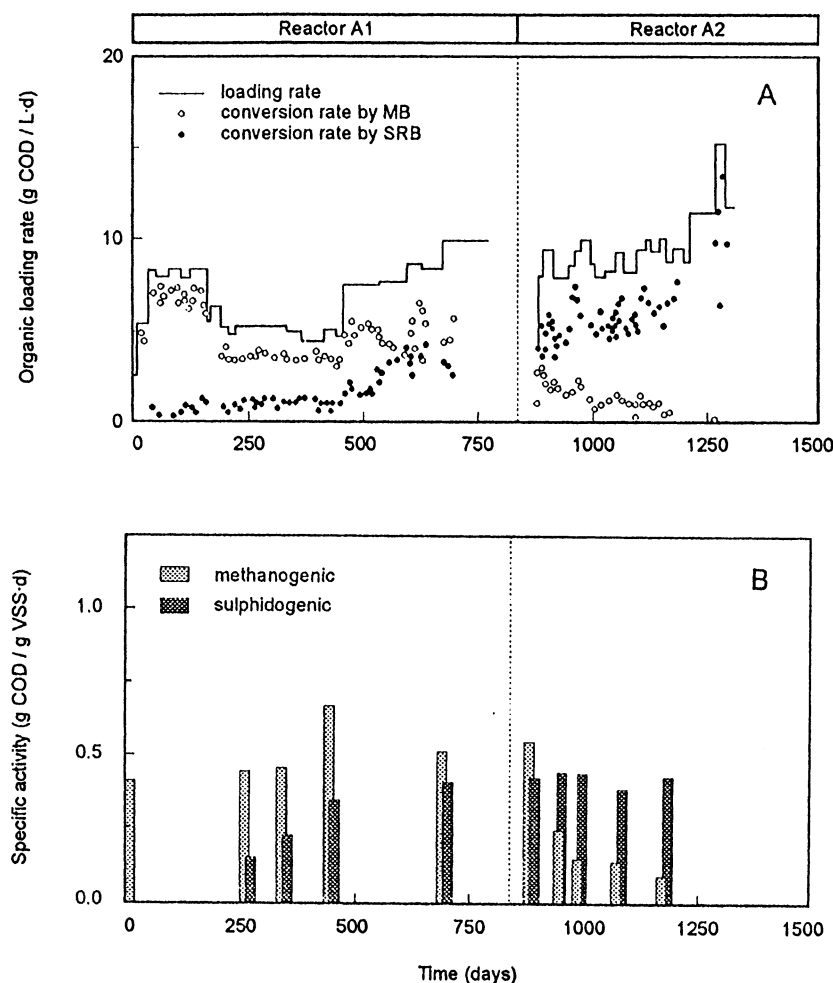 Reactor A1
Reactor A2
20
10
0
Organic loading rate (g COD / L·d)
loading rate
conversion rate by MB
conversion rate by SRB
A
0
250
500
750
1000
1250
1500
1.0
0.5
0.0
Specific activity (g COD / g VSS·d)
methanogenic
sulphidogenic
B
0
250
500
750
1000
1250
1500
Time (days)